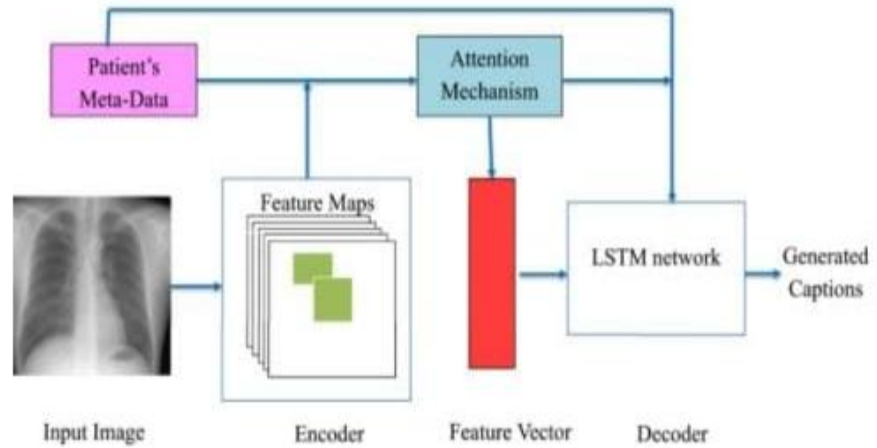 Patient's
Meta-Data
Attention
Mechanism
Feature Maps
LSTM network
Generated
Captions
Input Image
Encoder
Feature Vector
Decoder